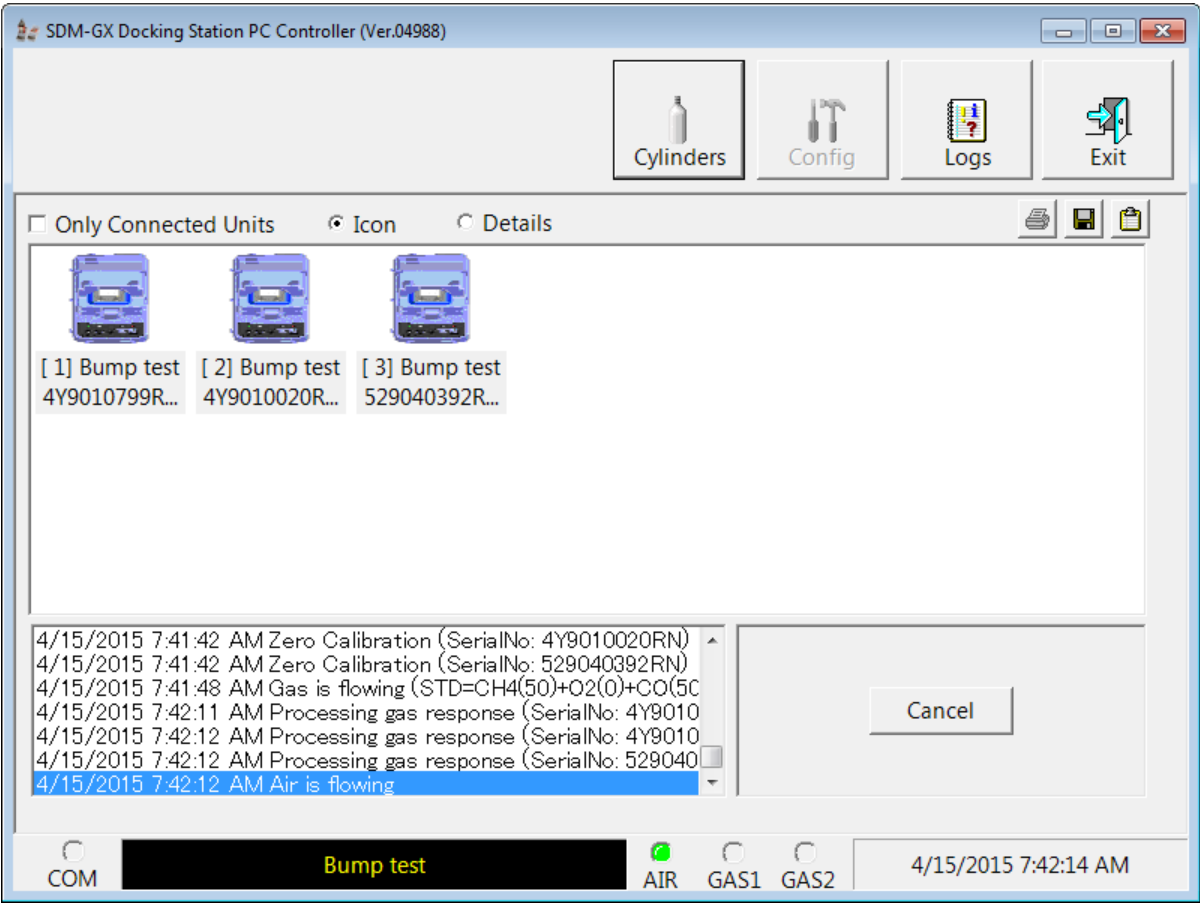 SDM-GX Docking Station PC Controller (Ver.04988)
Cylinders
Config
Logs
Exit
Only Connected Units
Icon
Details
[ 1] Bump test
4Y9010799R...
[ 2] Bump test
4Y9010020R...
[ 3] Bump test
529040392R...
4/15/2015 7:41:42 AM Zero Calibration (SerialNo: 4Y9010020RN)
4/15/2015 7:41:42 AM Zero Calibration (SerialNo: 529040392RN)
4/15/2015 7:41:48 AM Gas is flowing (STD=CH4(50)+O2(0)+CO(50
4/15/2015 7:42:11 AM Processing gas response (SerialNo: 4Y9010
4/15/2015 7:42:12 AM Processing gas response (SerialNo: 4Y9010
4/15/2015 7:42:12 AM Processing gas response (SerialNo: 529040
4/15/2015 7:42:12 AM Air is flowing
Cancel
COM
Bump test
AIR
GAS1
GAS2
4/15/2015 7:42:14 AM